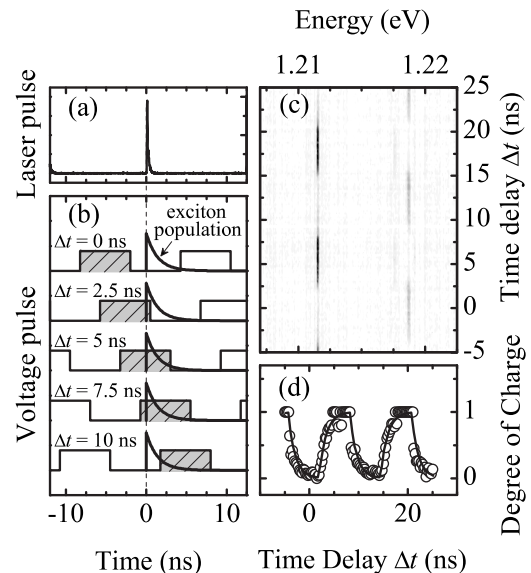 Energy (eV)
1.21 1.22
(a)
Laser pulse
(b)
exciton
population
Δt = 0 ns
Δt = 2.5 ns
Δt = 5 ns
Δt = 7.5 ns
Δt = 10 ns
Voltage pulse
-10 0 10
Time (ns)
(c)
25
20
15
10
5
0
-5
Time delay Δt (ns)
(d)
1
0
Degree of Charge
0 20
Time Delay Δt (ns)